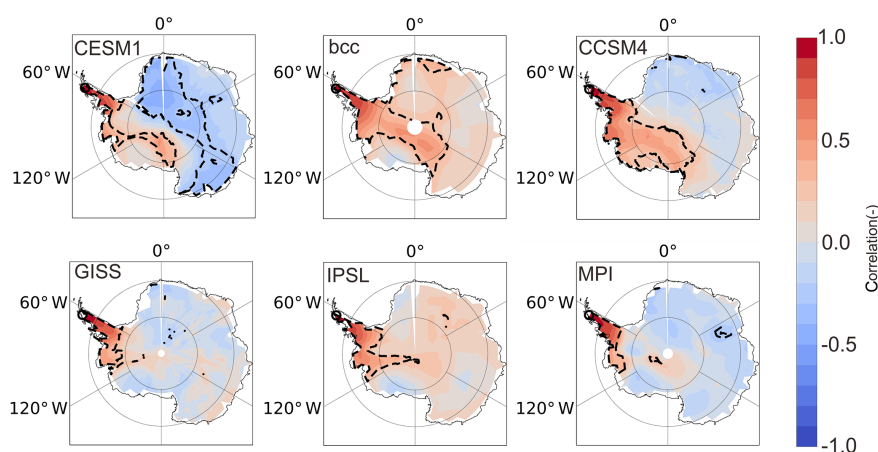 0° 0° 0°
CESM1 bcc CCSM4
60° W 60° W 60° W
120° W 120° W 120° W
0° 0° 0°
GISS IPSL MPI
60° W 60° W 60° W
120° W 120° W 120° W
1.0
0.5
0.0
-0.5
-1.0
Correlation(-)